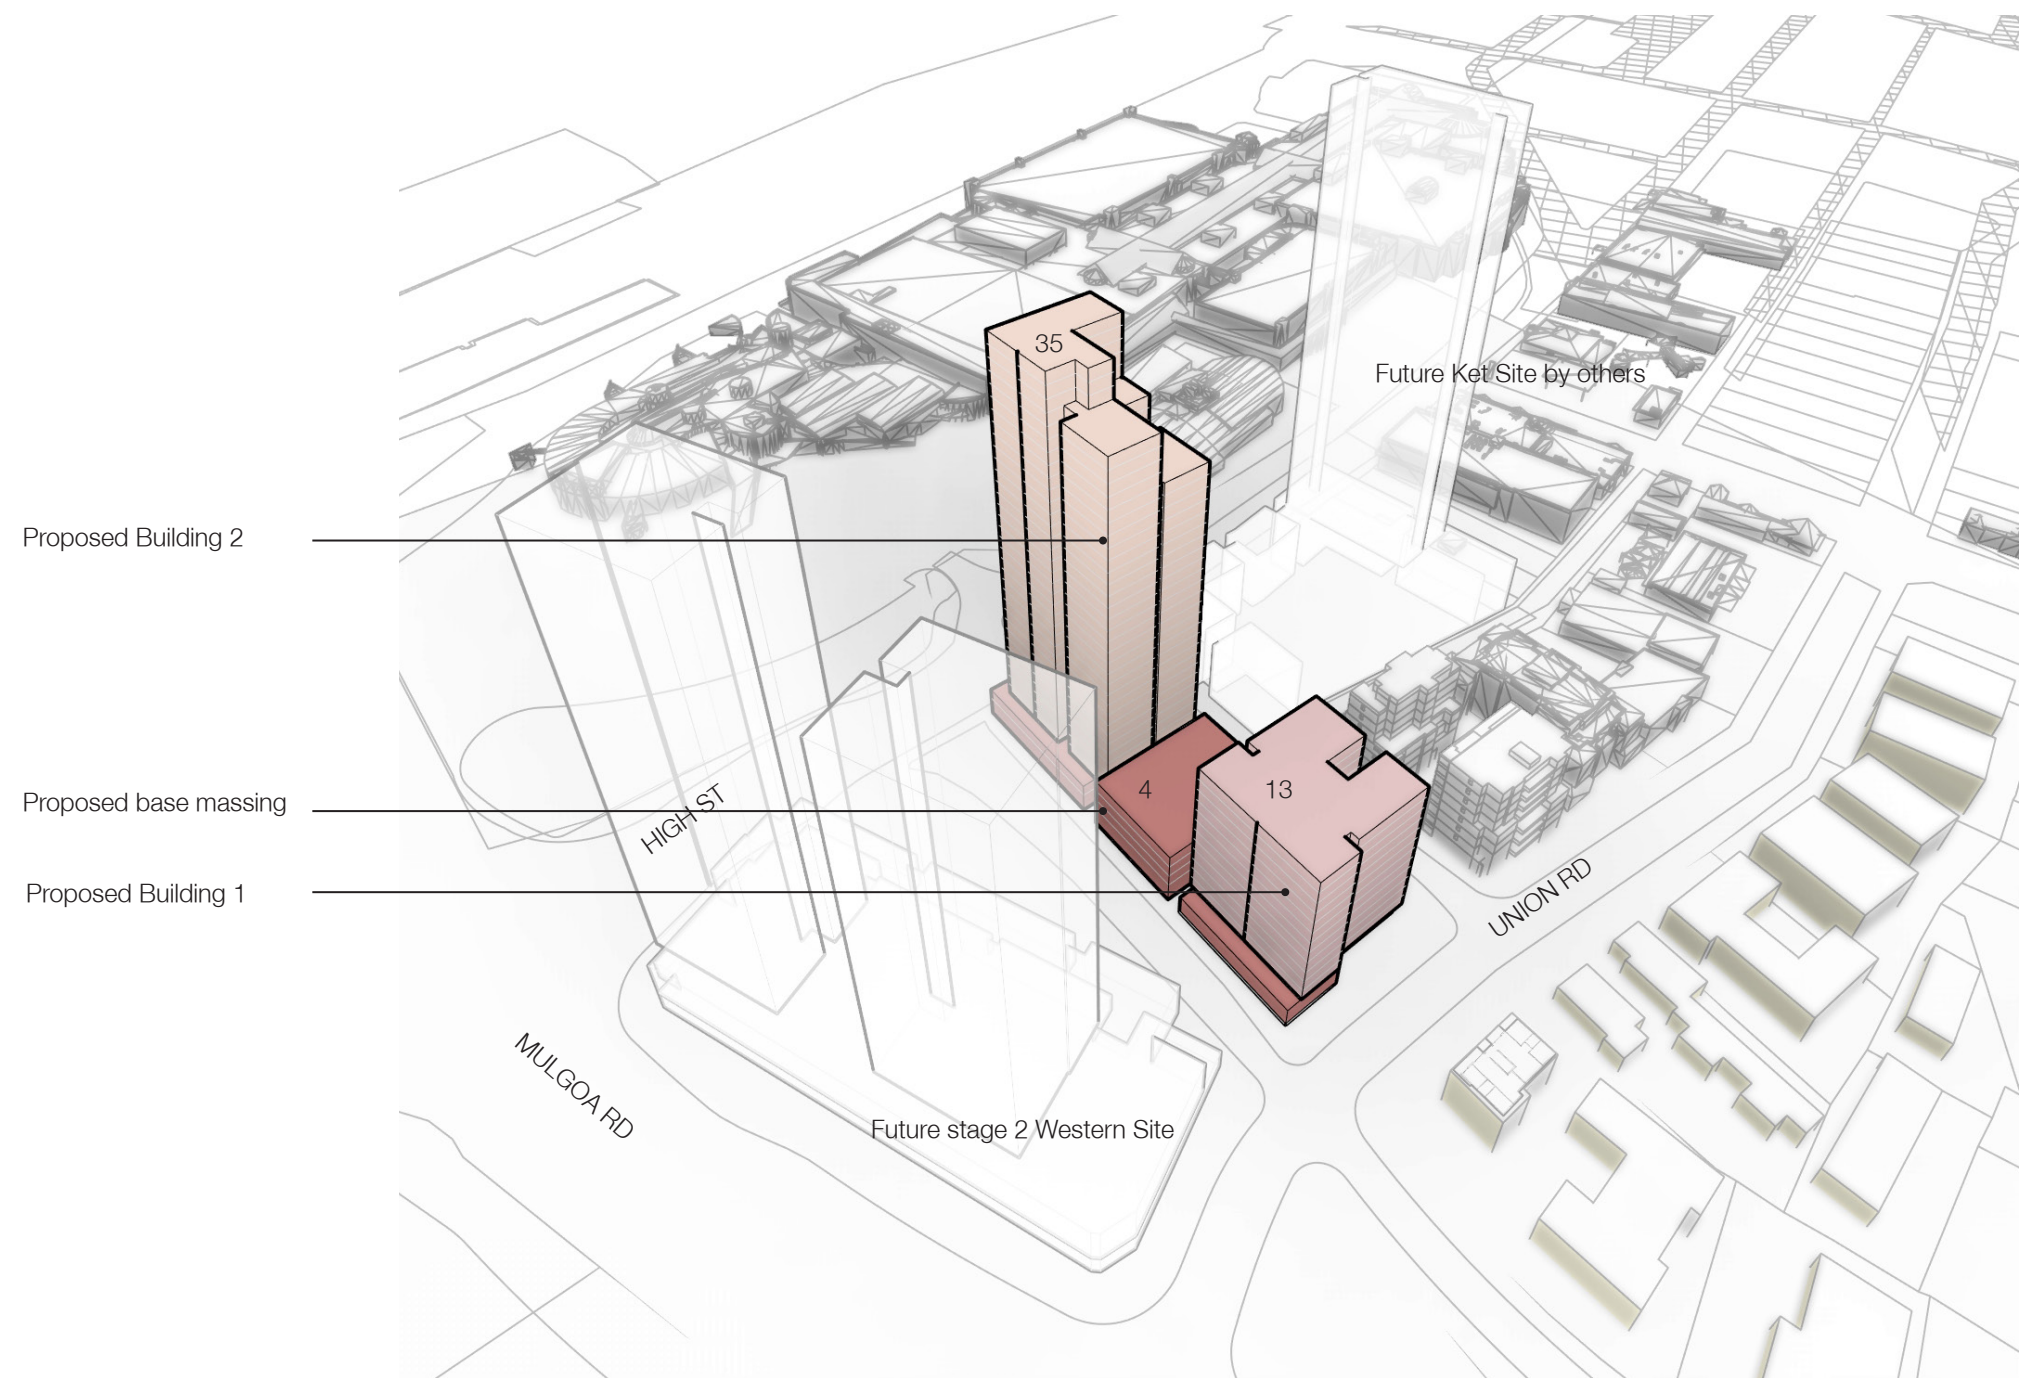 35
Future Ket Site by others
Proposed Building 2
Proposed base massing
4
13
HIGH ST
Proposed Building 1
UNION RD
MULGOA RD
Future stage 2 Western Site